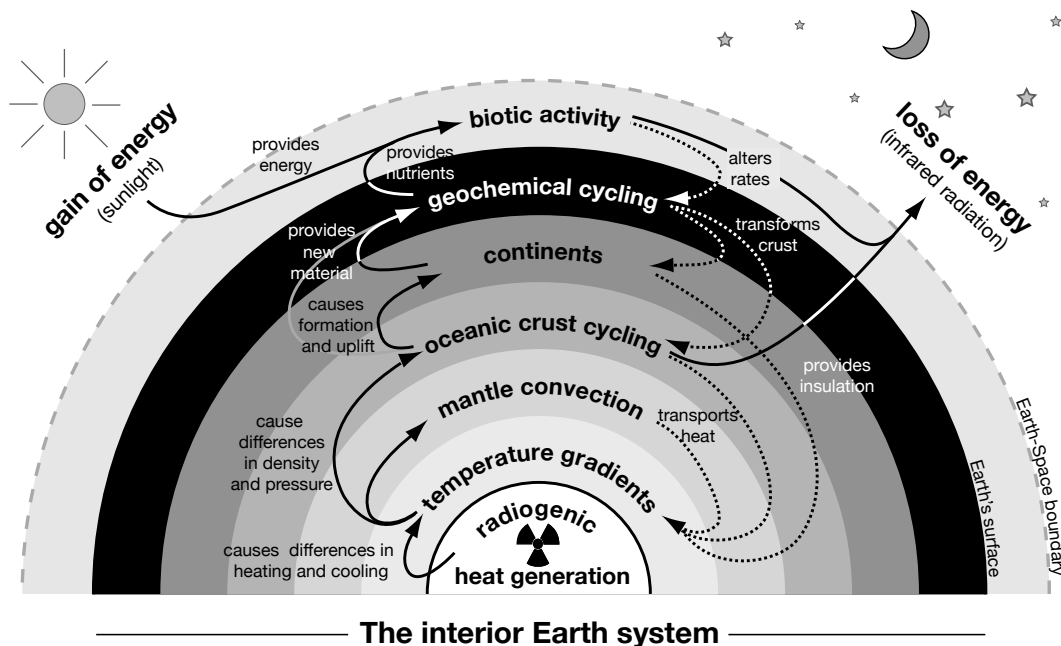 gain of energy
(sunlight)
loss of energy
(infrared radiation)
biotic activity
provides
energy
provides
nutrients
alters
rates
geochemical cycling
provides
new
material
transforms
crust
continents
causes
formation
and uplift
oceanic crust cycling
provides
insulation
mantle convection
cause
differences
in density
and pressure
transports
heat
temperature gradients
radiogenic
heat generation
causes differences in
heating and cooling
Earth's surface
Earth-Space boundary
The interior Earth system